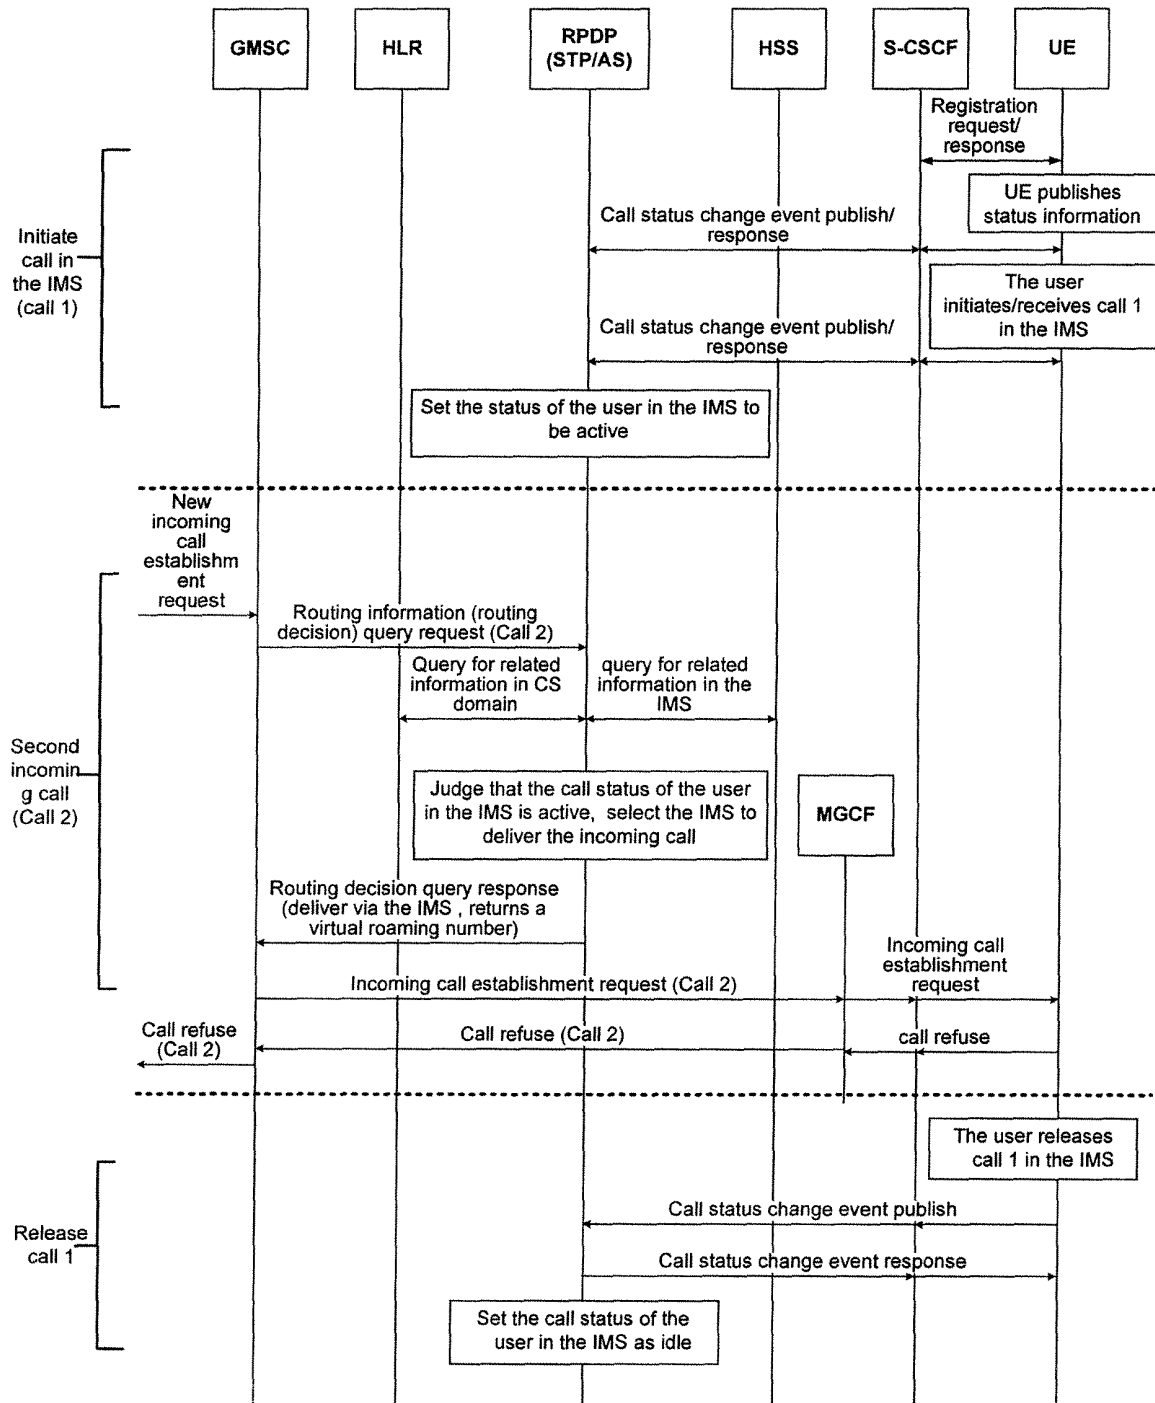 GMSC
HLR
RPDP
(STP/AS)
HSS
S-CSCF
UE
Registration
request/
response
UE publishes
status information
Call status change event publish/
response
Initiate
call in
the IMS
(call 1)
The user
initiates/receives call 1
in the IMS
Call status change event publish/
response
Set the status of the user in the IMS to
be active
New
incoming
call
establishm
ent
request
Routing information (routing
decision) query request (Call 2)
Query for related
information in CS
domain
query for related
information in the
IMS
Second
incomin
g call
(Call 2)
Judge that the call status of the user
in the IMS is active, select the IMS to
deliver the incoming call
MGCF
Routing decision query response
(deliver via the IMS , returns a
virtual roaming number)
Incoming call
establishment
request
Incoming call establishment request (Call 2)
Call refuse
(Call 2)
Call refuse (Call 2)
call refuse
The user releases
call 1 in the IMS
Release
call 1
Call status change event publish
Call status change event response
Set the call status of the
user in the IMS as idle